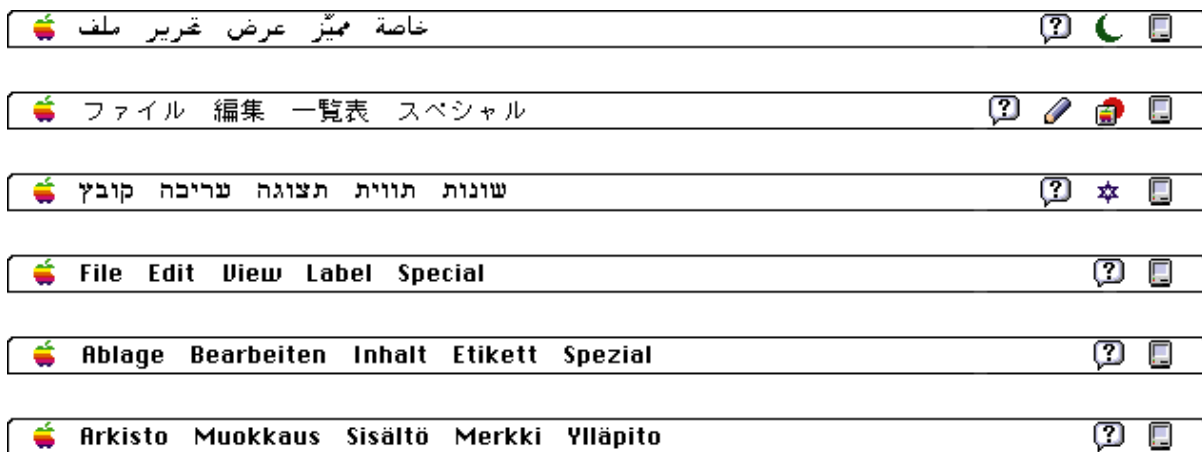 خاصة مميّز عرض تحرير ملف
ファイル 編集 一覧表 スペシャル
שונות תווית תצוגה עריכה קובץ
File Edit View Label Special
Ablage Bearbeiten Inhalt Etikett Spezial
Arkisto Muokkaus Sisältö Merkki Ylläpito